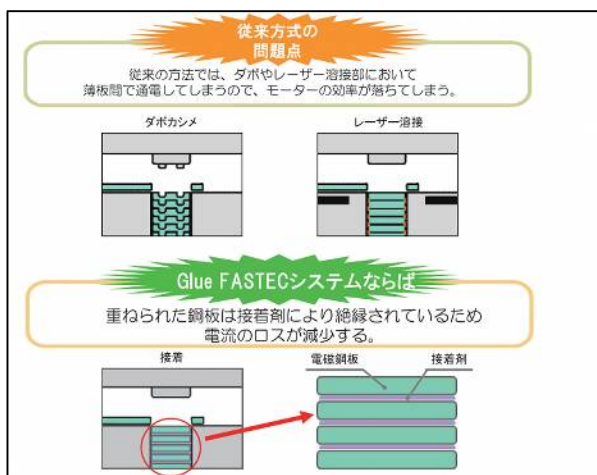 従来方式の
問題点
従来の方法では、ダボやレーザー溶接部において
薄板間で通電してしまうので、モーターの効率が落ちてしまう。
ダボカシメ
レーザー溶接
Glue FASTECシステムならば
重ねられた鋼板は接着剤により絶縁されているため
電流のロスが減少する。
接着
電磁鋼板
接着剤